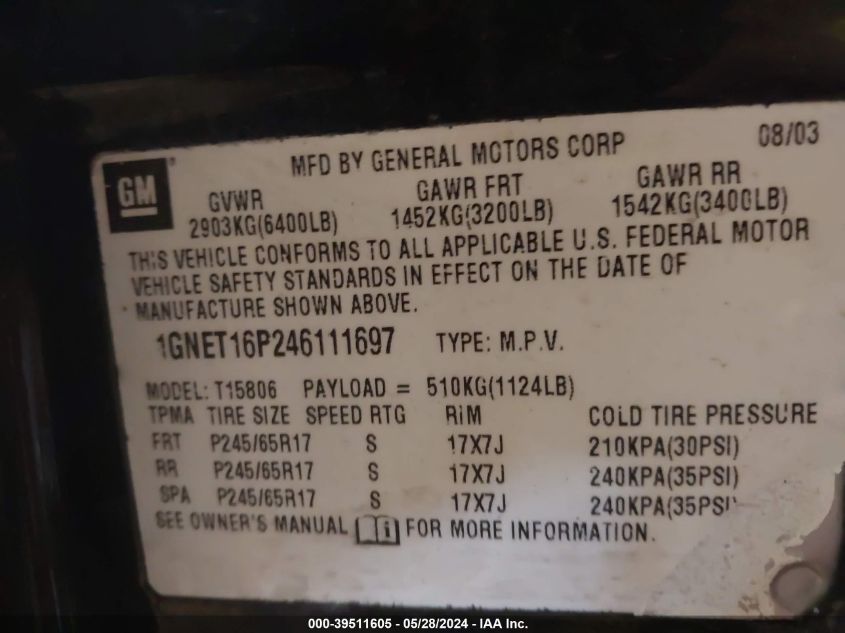 GM
MFD BY GENERAL MOTORS CORP 08/03
GVWR GAWR FRT GAWR RR
2903KG(6400LB) 1452KG(3200LB) 1542KG(3400LB)
THIS VEHICLE CONFORMS TO ALL APPLICABLE U.S. FEDERAL MOTOR
VEHICLE SAFETY STANDARDS IN EFFECT ON THE DATE OF
MANUFACTURE SHOWN ABOVE.
1GNET16P246111697 TYPE: M.P.V.
MODEL: T15806 PAYLOAD = 510KG(1124LB)
TPMA TIRE SIZE SPEED RTG RIM COLD TIRE PRESSURE
FRT P245/65R17 S 17X7J 210KPA(30PSI)
RR P245/65R17 S 17X7J 240KPA(35PSI)
SPA P245/65R17 S 17X7J 240KPA(35PSI)
SEE OWNER'S MANUAL i FOR MORE INFORMATION.
000-39511605 - 05/28/2024 - IAA Inc.